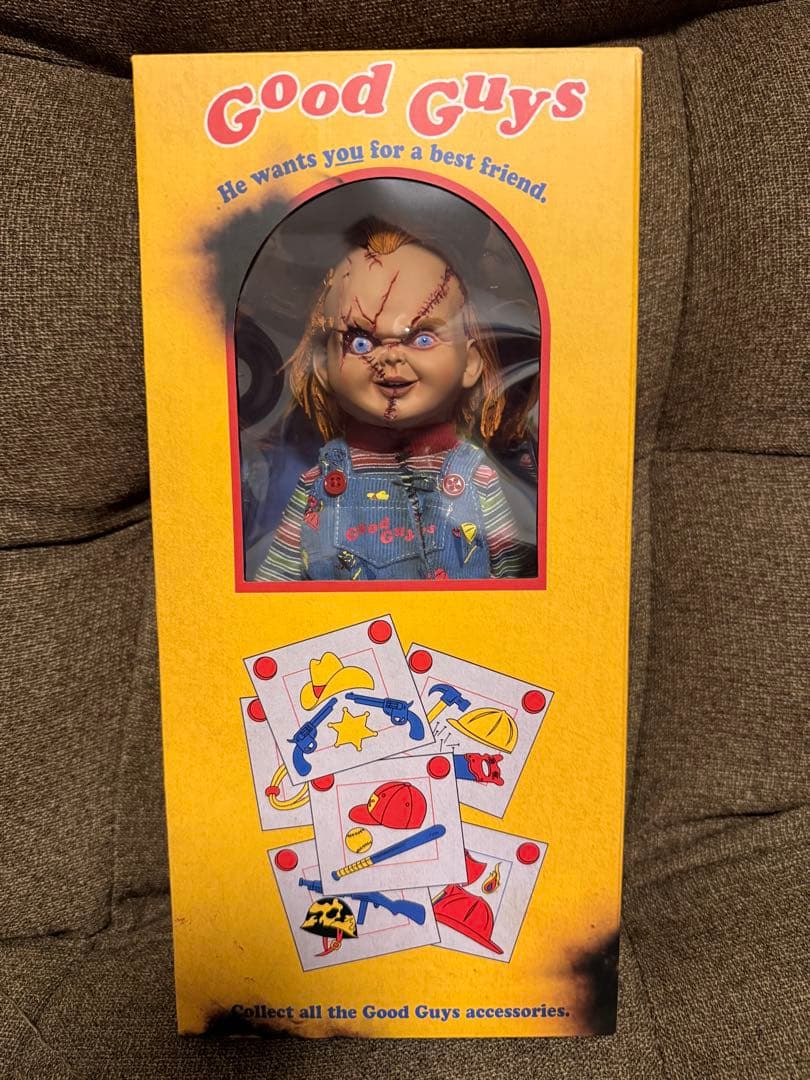 Good Guys
He wants you for a best friend.
Good
Guys
Collect all the Good Guys accessories.